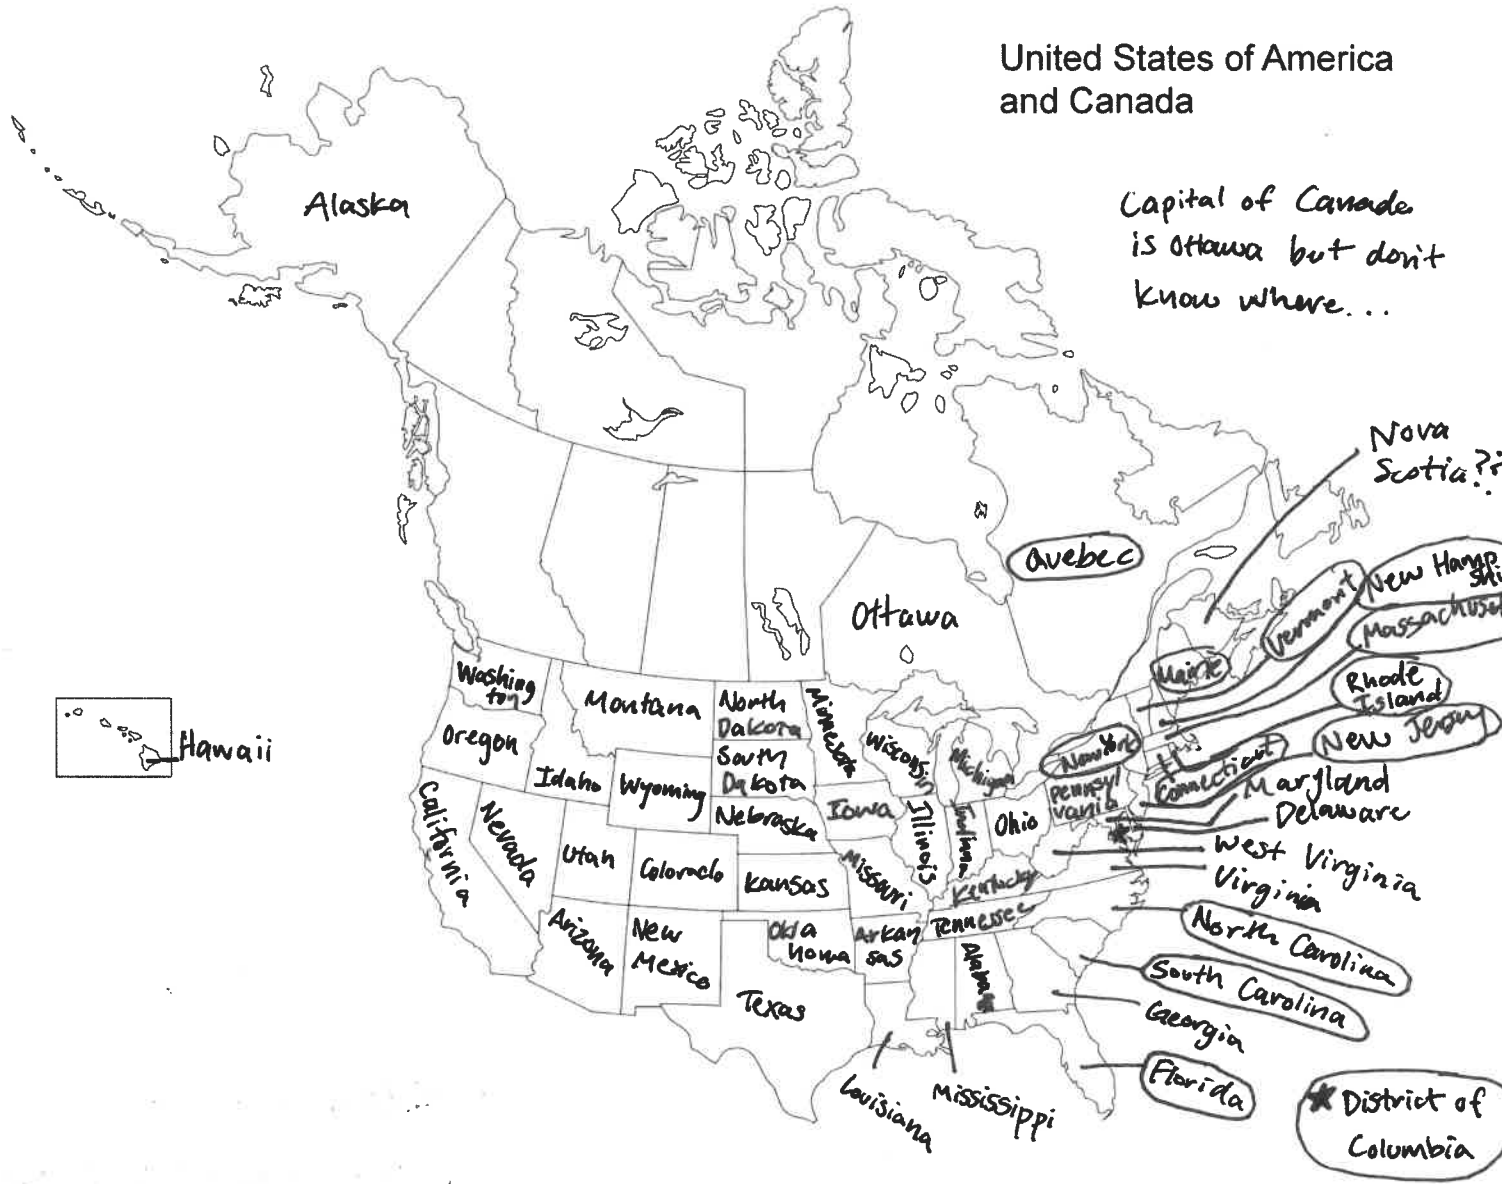 United States of America
and Canada
Capital of Canada
is Ottawa but don't
know where...
Alaska
Nova
Scotia??
Quebec
Ottawa
Vermont
New Hamp
shi
Massachuse
Maine
Rhode
Island
New Jersey
Connecticut
Maryland
Delaware
West Virginia
Virginia
North Carolina
South Carolina
Georgia
Florida
District of
Columbia
Hawaii
Washing
ton
Montana
North
Dakota
Minnesota
Oregon
Idaho
Wyoming
South
Dakota
Wisconsin
Michigan
New York
Pennsyl
vania
California
Nevada
Utah
Colorado
Nebraska
Iowa
Illinois
Indiana
Ohio
Kansas
Missouri
Kentucky
Arizona
New
Mexico
Okla
homa
Arkan
sas
Tennessee
Texas
Alabama
Louisiana
Mississippi